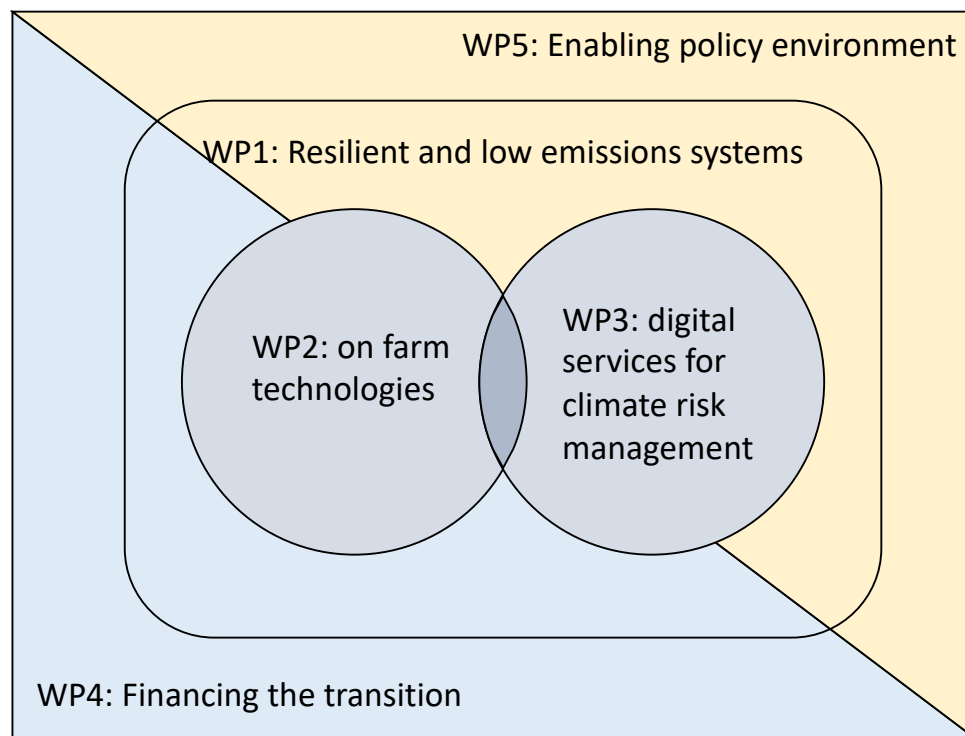 WP5: Enabling policy environment
WP1: Resilient and low emissions systems
WP2: on farm
technologies
WP3: digital
services for
climate risk
management
WP4: Financing the transition